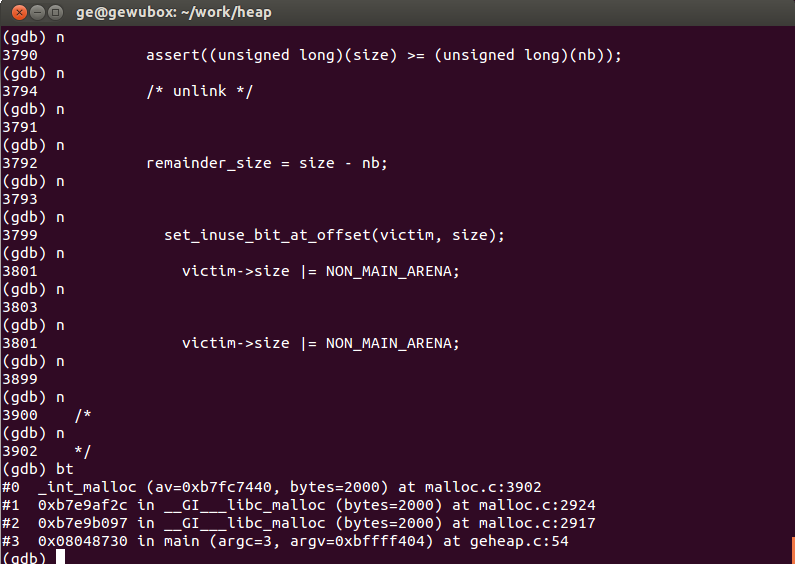 ge@gewubox: ~/work/heap
(gdb) n
3790 assert((unsigned long)(size) >= (unsigned long)(nb));
(gdb) n
3794 /* unlink */
(gdb) n
3791
(gdb) n
3792 remainder_size = size - nb;
(gdb) n
3793
(gdb) n
3799 set_inuse_bit_at_offset(victim, size);
(gdb) n
3801 victim->size |= NON_MAIN_ARENA;
(gdb) n
3803
(gdb) n
3801 victim->size |= NON_MAIN_ARENA;
(gdb) n
3899
(gdb) n
3900 /*
(gdb) n
3902 */
(gdb) bt
#0 _int_malloc (av=0xb7fc7440, bytes=2000) at malloc.c:3902
#1 0xb7e9af2c in __GI___libc_malloc (bytes=2000) at malloc.c:2924
#2 0xb7e9b097 in __GI___libc_malloc (bytes=2000) at malloc.c:2917
#3 0x08048730 in main (argc=3, argv=0xbffff404) at geheap.c:54
(gdb)